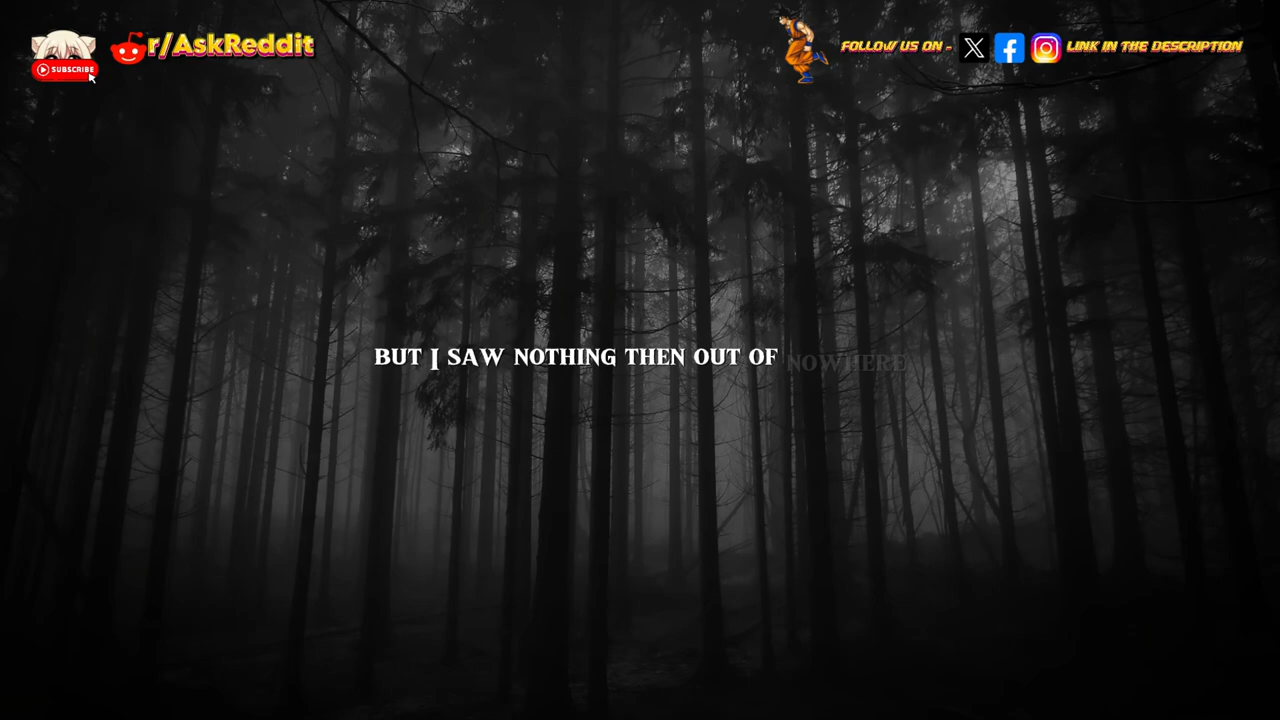 r/AskReddit
SUBSCRIBE
FOLLOW US ON -
LINK IN THE DESCRIPTION
BUT I SAW NOTHING THEN OUT OF NOWHERE